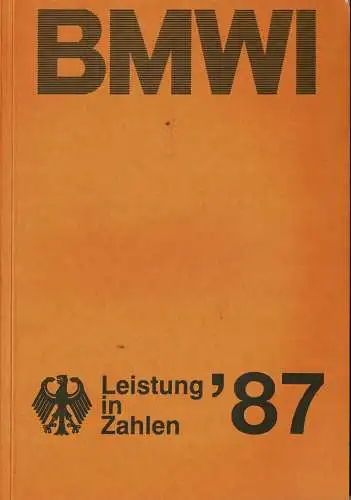 BMWI
Leistung
in
Zahlen
'87